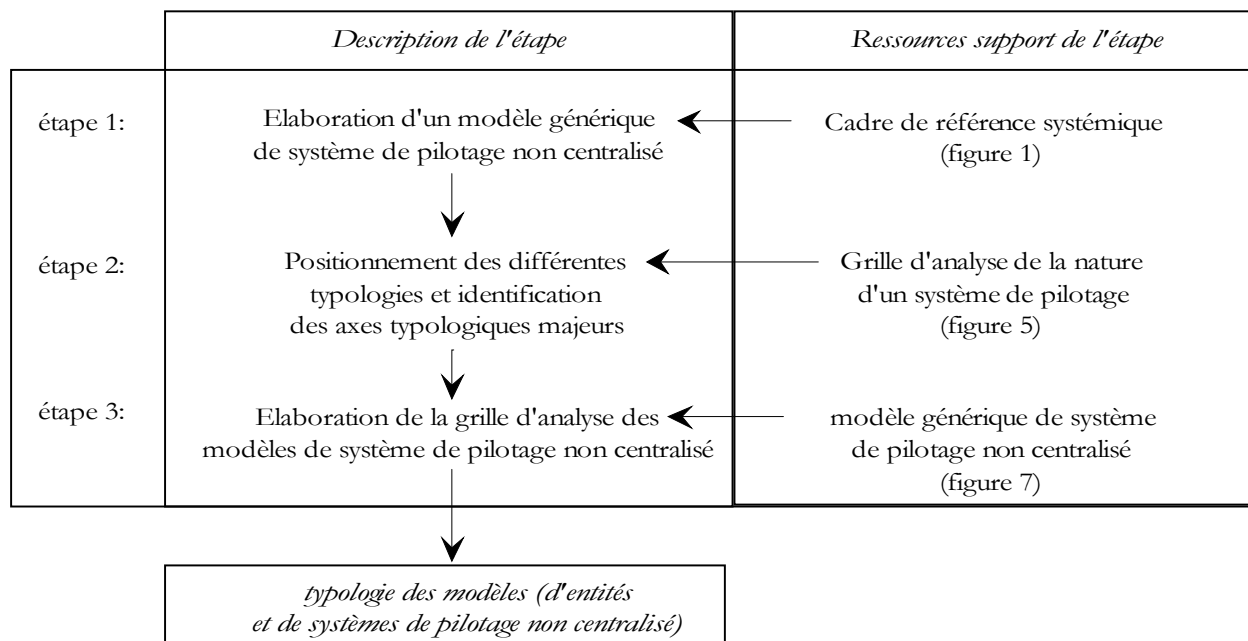 Description de l'étape
Ressources support de l'étape
étape 1:
Elaboration d'un modèle générique
de système de pilotage non centralisé
Cadre de référence systémique
(figure 1)
étape 2:
Positionnement des différentes
typologies et identification
des axes typologiques majeurs
Grille d'analyse de la nature
d'un système de pilotage
(figure 5)
étape 3:
Elaboration de la grille d'analyse des
modèles de système de pilotage non centralisé
modèle générique de système
de pilotage non centralisé
(figure 7)
typologie des modèles (d'entités
et de systèmes de pilotage non centralisé)